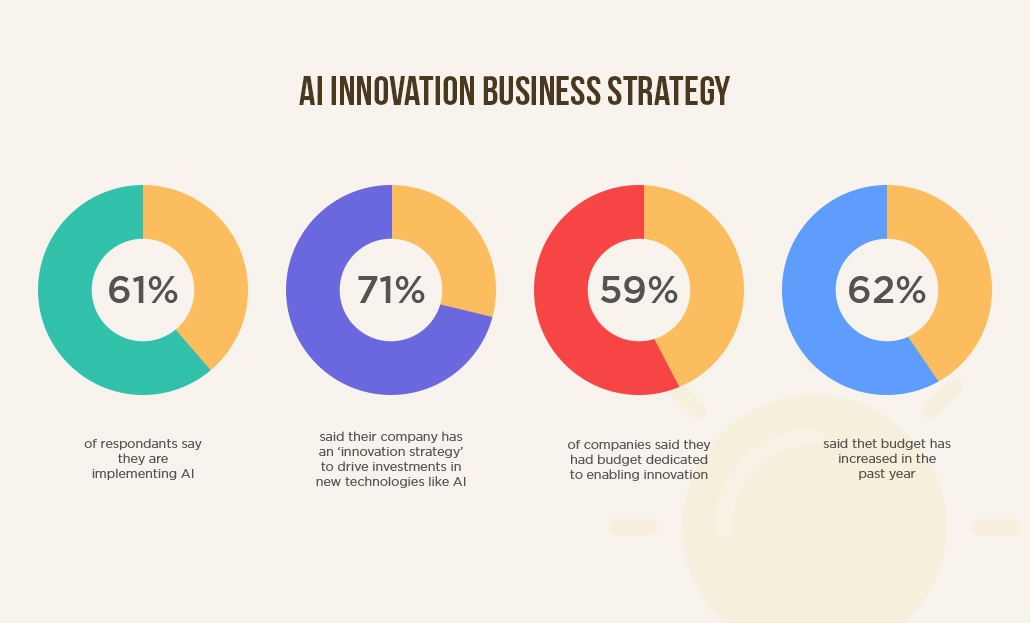 AI INNOVATION BUSINESS STRATEGY
61%
71%
59%
62%
of respondants say
they are
implementing AI
said their company has
an ‘innovation strategy’
to drive investments in
new technologies like AI
of companies said they
had budget dedicated
to enabling innovation
said thet budget has
increased in the
past year